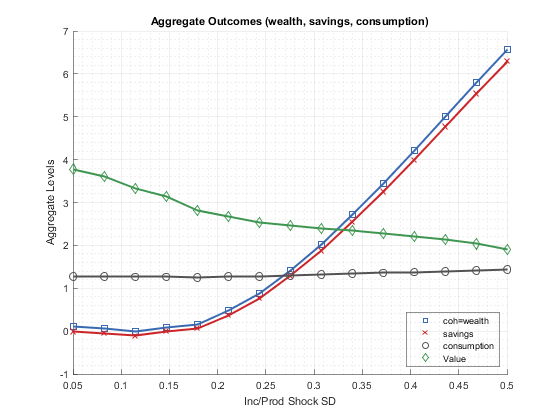 Aggregate Outcomes (wealth, savings, consumption)
7
6
5
4
3
2
1
0
-1
Aggregate Levels
0.05
0.1
0.15
0.2
0.25
0.3
0.35
0.4
0.45
0.5
Inc/Prod Shock SD
coh=wealth
savings
consumption
Value